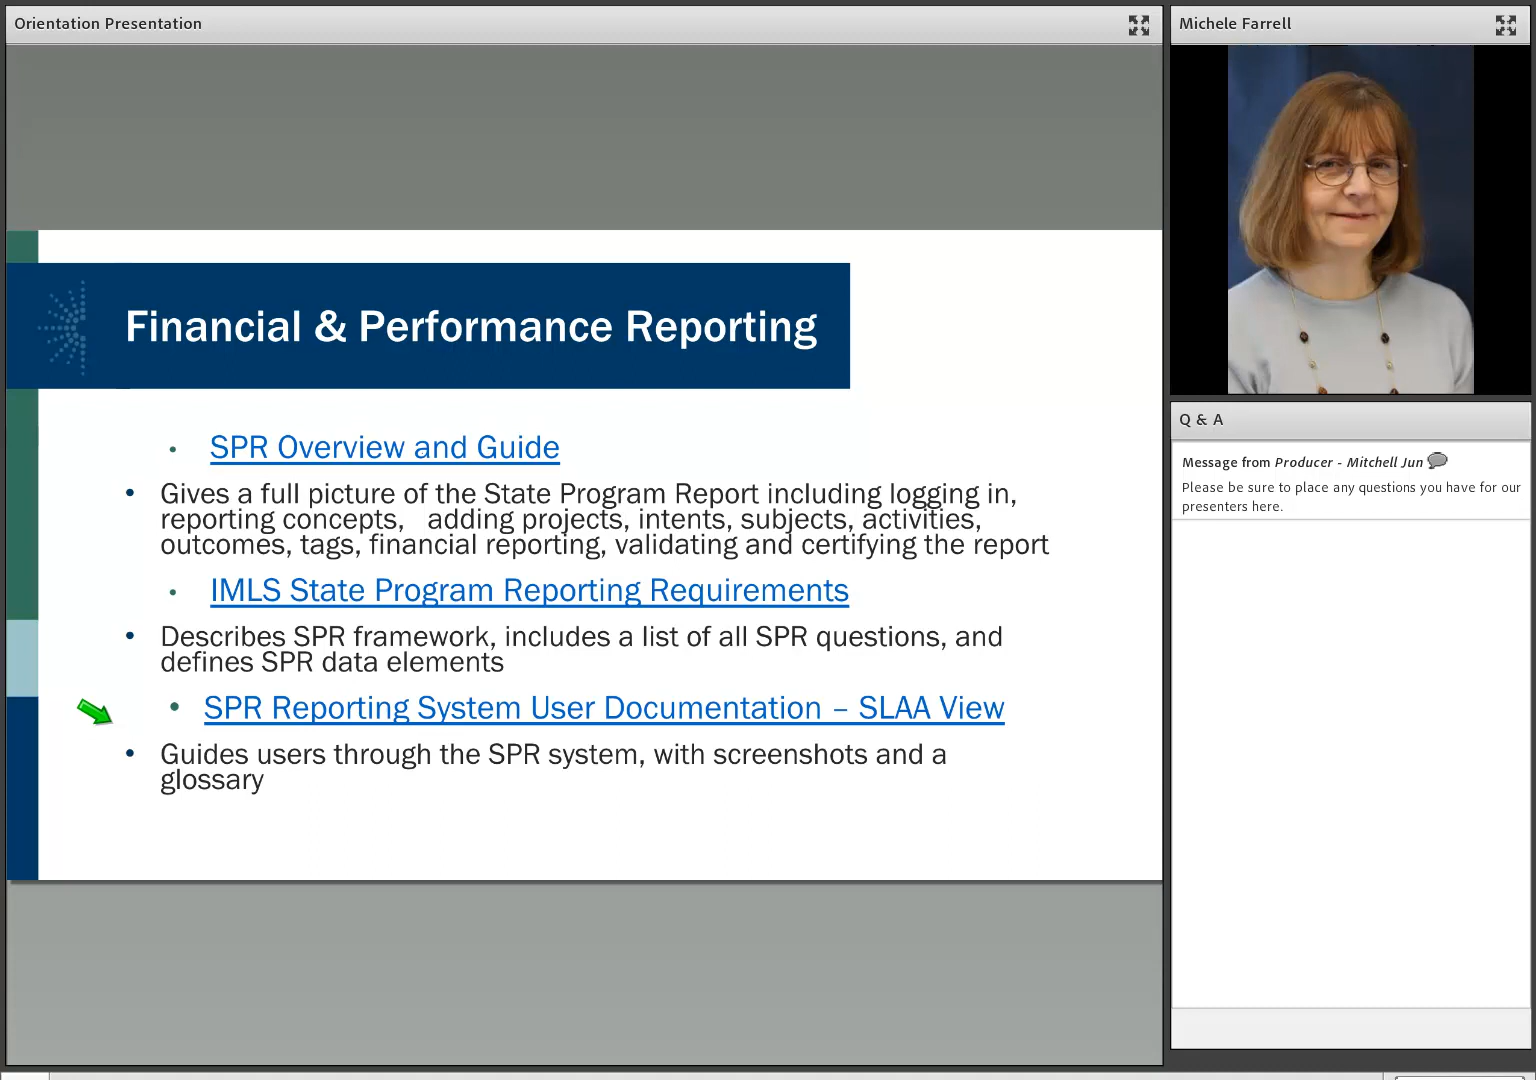 Orientation Presentation
Michele Farrell
Financial & Performance Reporting
• SPR Overview and Guide
• Gives a full picture of the State Program Report including logging in,
reporting concepts, adding projects, intents, subjects, activities,
outcomes, tags, financial reporting, validating and certifying the report
• IMLS State Program Reporting Requirements
• Describes SPR framework, includes a list of all SPR questions, and
defines SPR data elements
• SPR Reporting System User Documentation – SLAA View
• Guides users through the SPR system, with screenshots and a
glossary
Q & A
Message from Producer - Mitchell Jun
Please be sure to place any questions you have for our
presenters here.